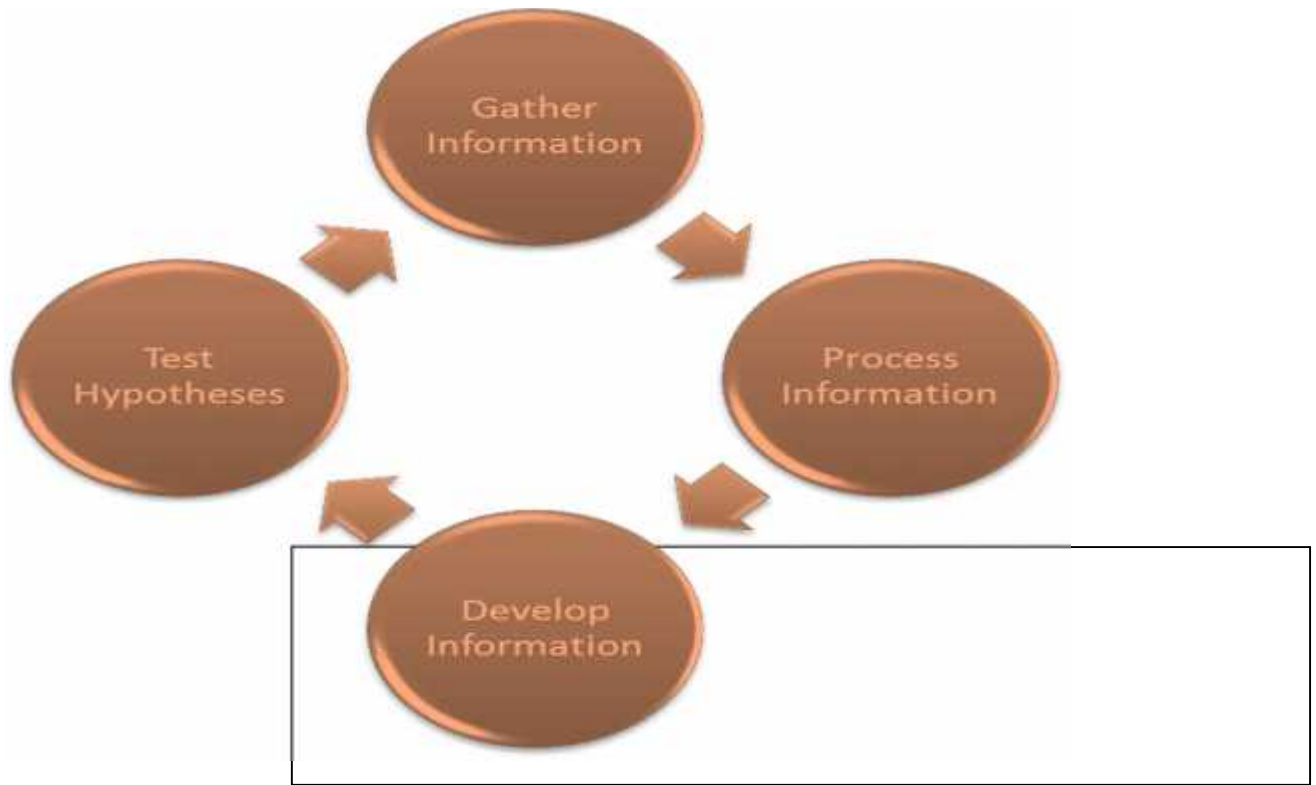 Gather
Information
Process
Information
Develop
Information
Test
Hypotheses